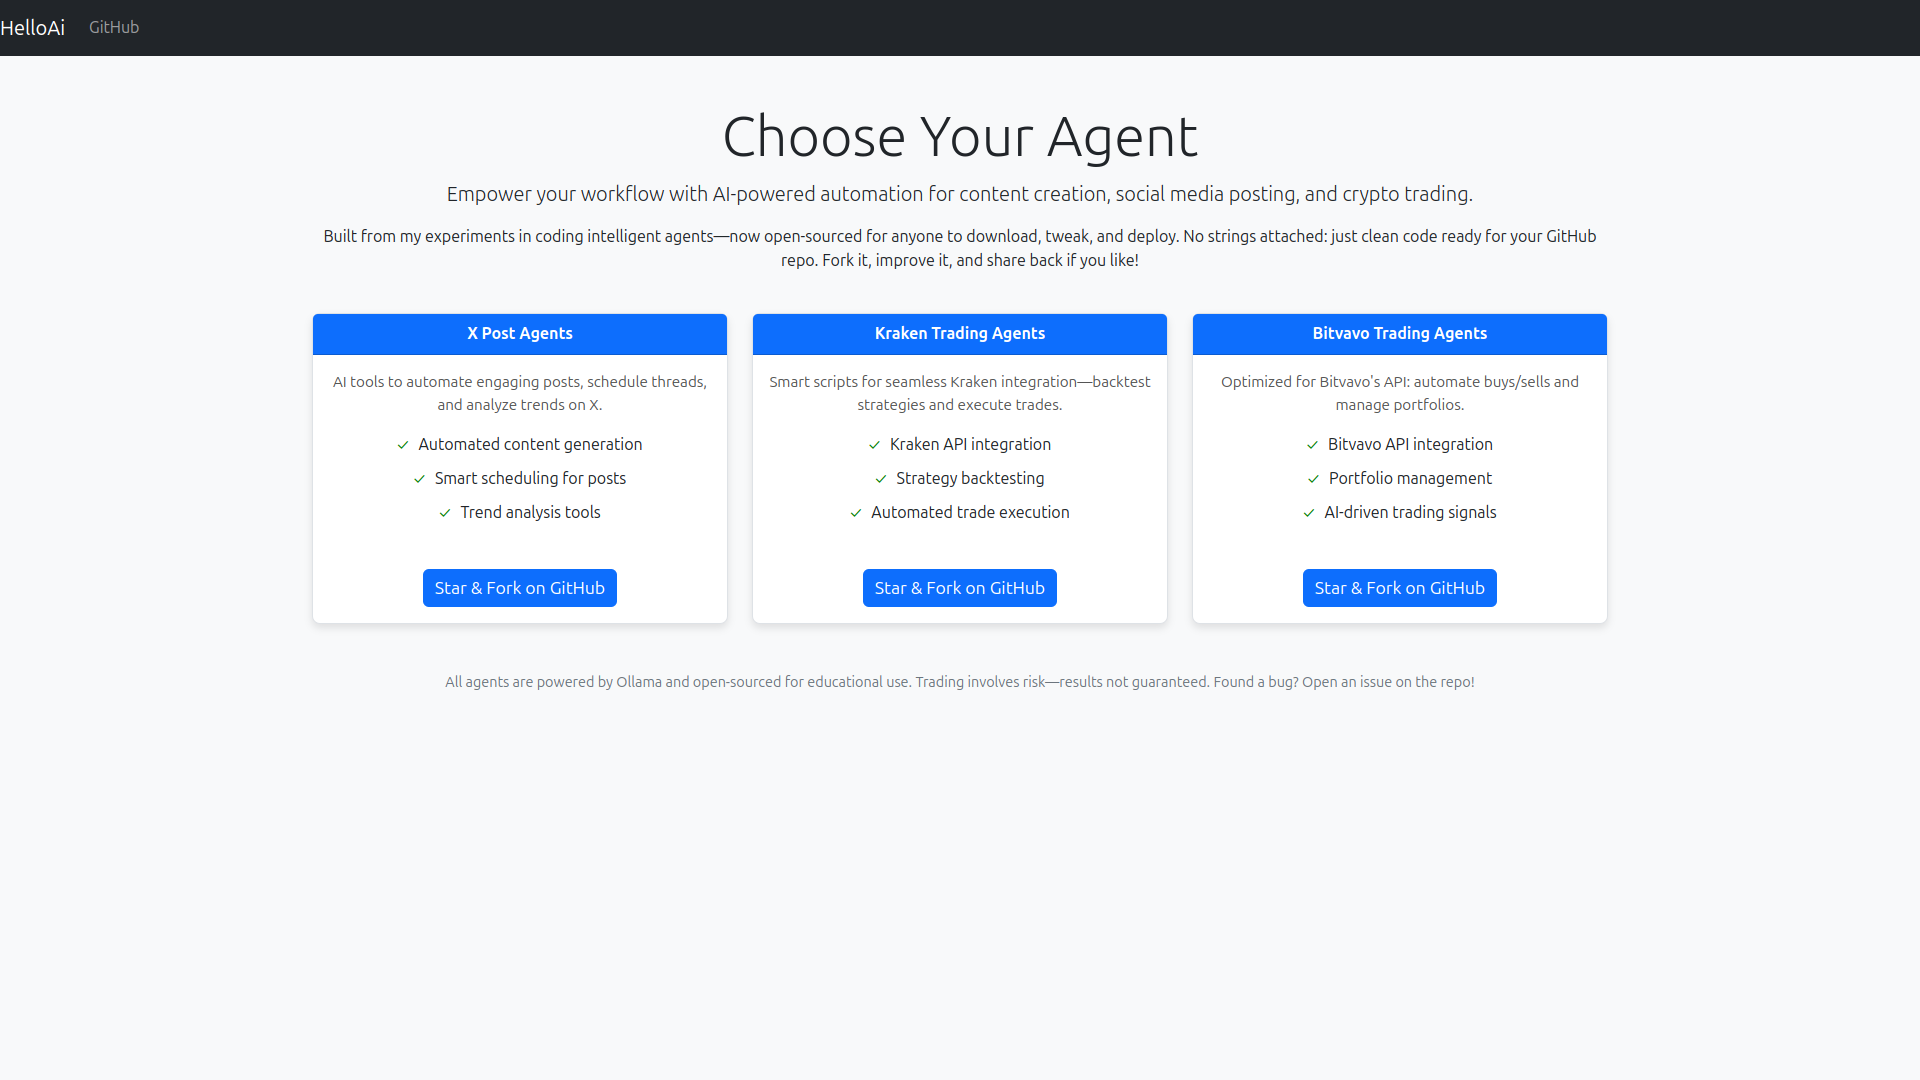 HelloAi GitHub
Choose Your Agent
Empower your workflow with AI-powered automation for content creation, social media posting, and crypto trading.
Built from my experiments in coding intelligent agents—now open-sourced for anyone to download, tweak, and deploy. No strings attached: just clean code ready for your GitHub
repo. Fork it, improve it, and share back if you like!
X Post Agents
AI tools to automate engaging posts, schedule threads,
and analyze trends on X.
✓ Automated content generation
✓ Smart scheduling for posts
✓ Trend analysis tools
Star & Fork on GitHub
Kraken Trading Agents
Smart scripts for seamless Kraken integration—backtest
strategies and execute trades.
✓ Kraken API integration
✓ Strategy backtesting
✓ Automated trade execution
Star & Fork on GitHub
Bitvavo Trading Agents
Optimized for Bitvavo's API: automate buys/sells and
manage portfolios.
✓ Bitvavo API integration
✓ Portfolio management
✓ AI-driven trading signals
Star & Fork on GitHub
All agents are powered by Ollama and open-sourced for educational use. Trading involves risk—results not guaranteed. Found a bug? Open an issue on the repo!